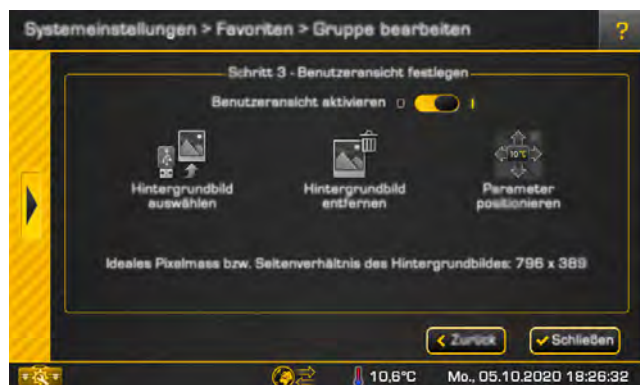 Systemeinstellungen > Favoriten > Gruppe bearbeiten
?
Schritt 3 - Benutzeransicht festlegen
Benutzeransicht aktivieren 0 I
10°C
Hintergrundbild
auswählen
Hintergrundbild
entfernen
Parameter
positionieren
Ideales Pixelmass bzw. Seitenverhältnis des Hintergrundbildes: 796 x 389
Zurück
Schließen
10,6°C
Mo., 05.10.2020 18:26:32